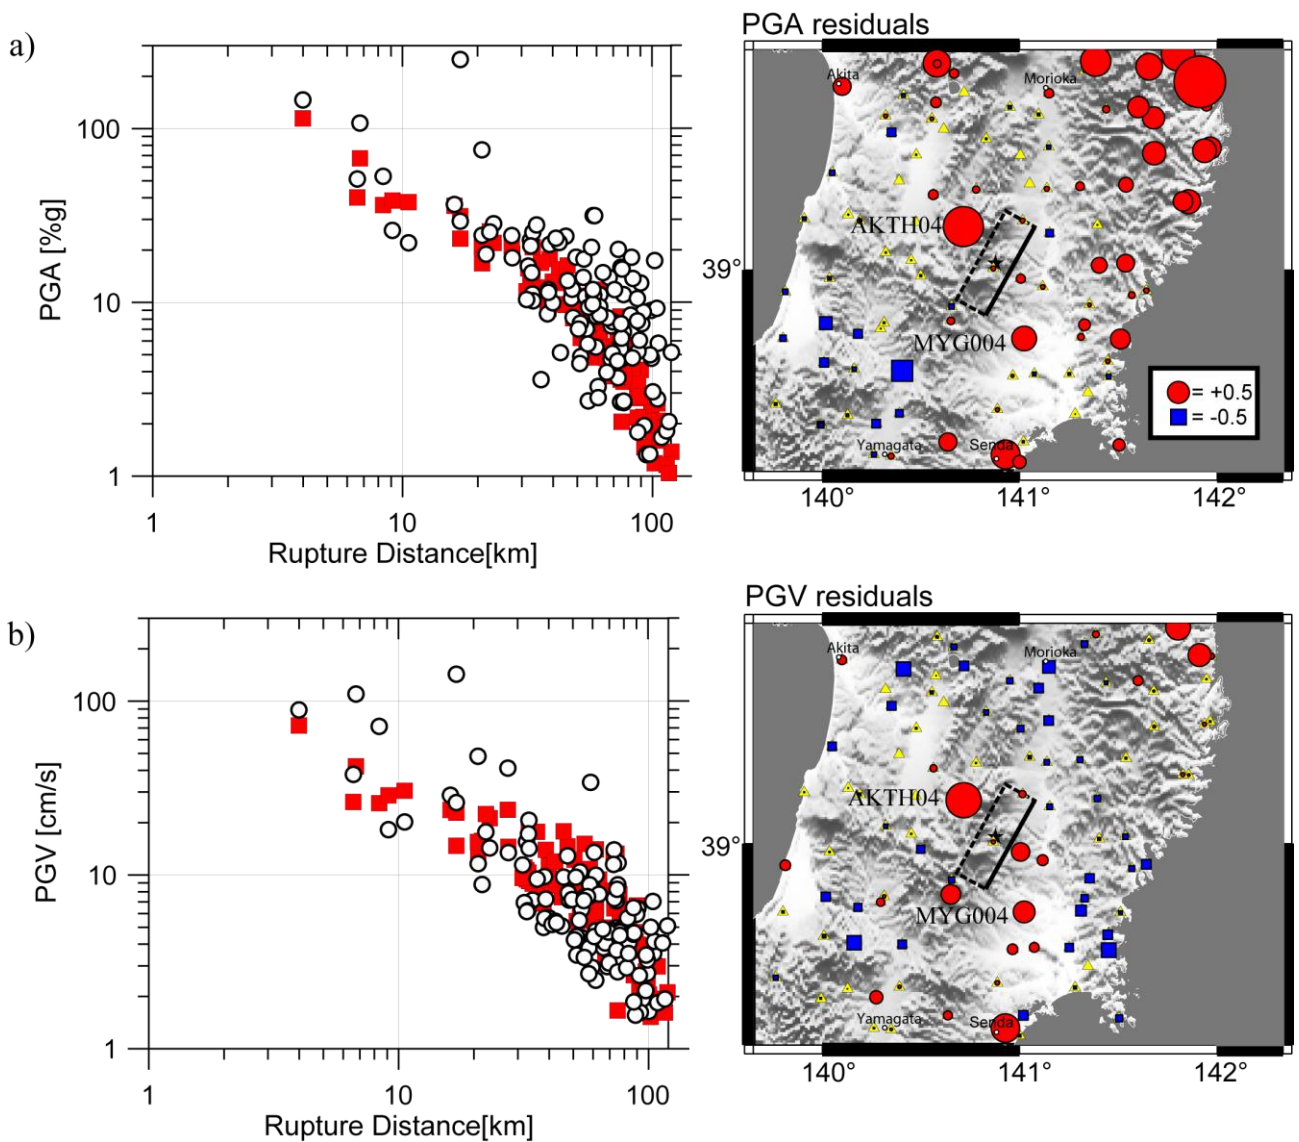 a)
PGA [%g]
100
10
1
1
10
100
Rupture Distance[km]
PGA residuals
Akita
Morioka
AKTH04
39°
MYG004
= +0.5
= -0.5
Yamagata
Senda
140°
141°
142°
b)
PGV [cm/s]
100
10
1
1
10
100
Rupture Distance[km]
PGV residuals
Akita
Morioka
AKTH04
39°
MYG004
Yamagata
Senda
140°
141°
142°